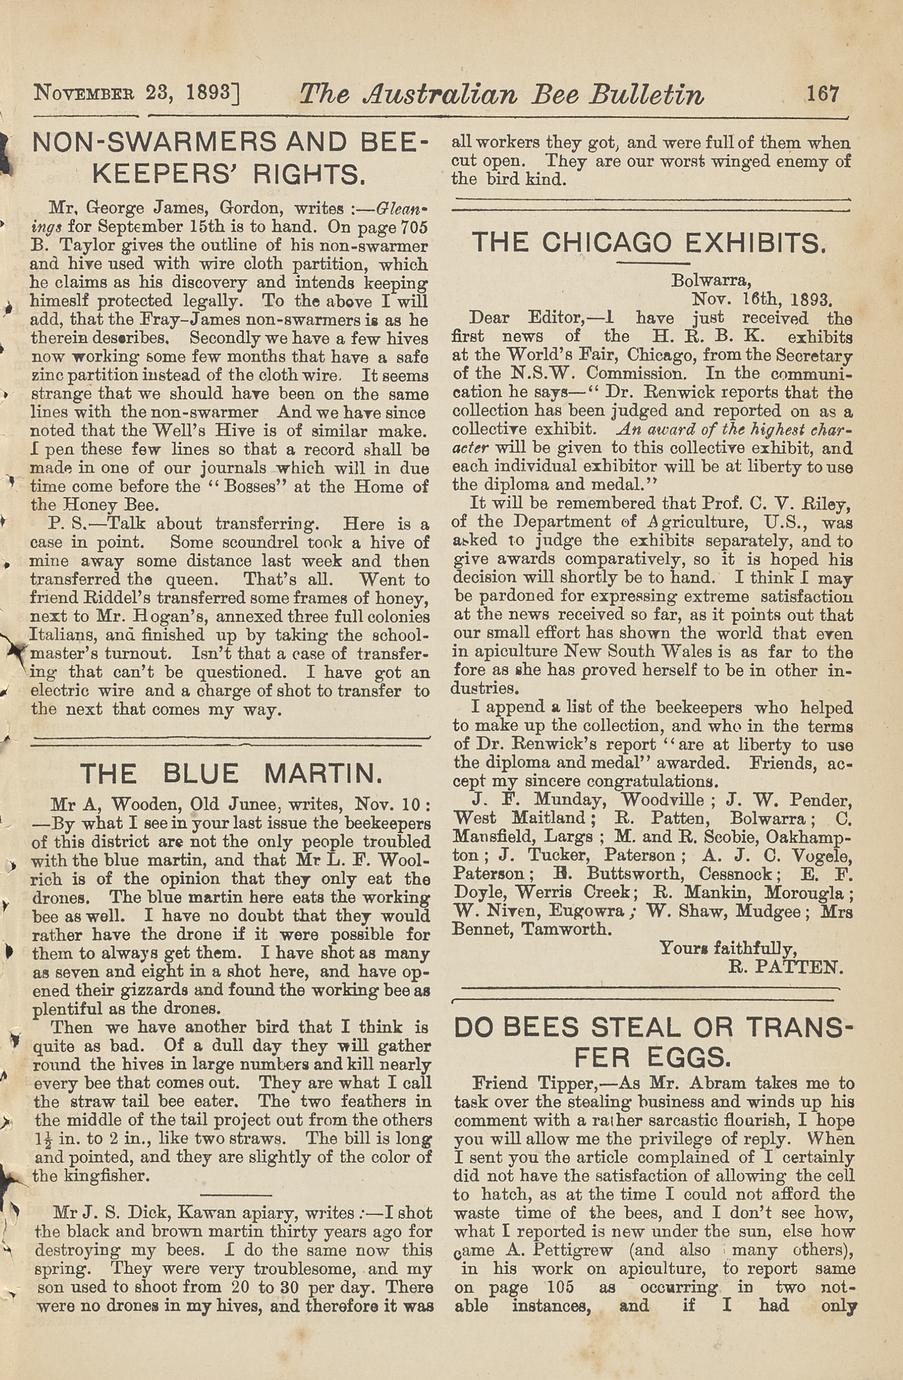 NOVEMBER 23, 1893] The Australian Bee Bulletin 167
NON-SWARMERS AND BEE-
KEEPERS' RIGHTS.
Mr, George James, Gordon, writes :—Glean-
ings for September 15th is to hand. On page 705
B. Taylor gives the outline of his non-swarmer
and hive used with wire cloth partition, which
he claims as his discovery and intends keeping
himeslf protected legally. To the above I will
add, that the Fray-James non-swarmers is as he
therein describes. Secondly we have a few hives
now working some few months that have a safe
zinc partition instead of the cloth wire. It seems
strange that we should have been on the same
lines with the non-swarmer And we have since
noted that the Well's Hive is of similar make.
I pen these few lines so that a record shall be
made in one of our journals which will in due
time come before the "Bosses" at the Home of
the Honey Bee.
P. S.—Talk about transferring. Here is a
case in point. Some scoundrel took a hive of
mine away some distance last week and then
transferred the queen. That's all. Went to
friend Riddel's transferred some frames of honey,
next to Mr. Hogan's, annexed three full colonies
Italians, and finished up by taking the school-
master's turnout. Isn't that a case of transfer-
ing that can't be questioned. I have got an
electric wire and a charge of shot to transfer to
the next that comes my way.
THE BLUE MARTIN.
Mr A, Wooden, Old Junee, writes, Nov. 10 :
—By what I see in your last issue the beekeepers
of this district are not the only people troubled
with the blue martin, and that Mr L. F. Wool-
rich is of the opinion that they only eat the
drones. The blue martin here eats the working
bee as well. I have no doubt that they would
rather have the drone if it were possible for
them to always get them. I have shot as many
as seven and eight in a shot here, and have op-
ened their gizzards and found the working bee as
plentiful as the drones.
Then we have another bird that I think is
quite as bad. Of a dull day they will gather
round the hives in large numbers and kill nearly
every bee that comes out. They are what I call
the straw tail bee eater. The two feathers in
the middle of the tail project out from the others
1½ in. to 2 in., like two straws. The bill is long
and pointed, and they are slightly of the color of
the kingfisher.
Mr J. S. Dick, Kawan apiary, writes :—I shot
the black and brown martin thirty years ago for
destroying my bees. I do the same now this
spring. They were very troublesome, and my
son used to shoot from 20 to 30 per day. There
were no drones in my hives, and therefore it was
all workers they got, and were full of them when
cut open. They are our worst winged enemy of
the bird kind.
THE CHICAGO EXHIBITS.
Bolwarra,
Nov. 16th, 1893.
Dear Editor,—I have just received the
first news of the H. R. B. K. exhibits
at the World's Fair, Chicago, from the Secretary
of the N.S.W. Commission. In the communi-
cation he says—" Dr. Renwick reports that the
collection has been judged and reported on as a
collective exhibit. An award of the highest char-
acter will be given to this collective exhibit, and
each individual exhibitor will be at liberty to use
the diploma and medal."
It will be remembered that Prof. C. V. Riley,
of the Department of Agriculture, U.S., was
asked to judge the exhibits separately, and to
give awards comparatively, so it is hoped his
decision will shortly be to hand. I think I may
be pardoned for expressing extreme satisfaction
at the news received so far, as it points out that
our small effort has shown the world that even
in apiculture New South Wales is as far to the
fore as she has proved herself to be in other in-
dustries.
I append a list of the beekeepers who helped
to make up the collection, and who in the terms
of Dr. Renwick's report "are at liberty to use
the diploma and medal" awarded. Friends, ac-
cept my sincere congratulations.
J. F. Munday, Woodville ; J. W. Pender,
West Maitland ; R. Patten, Bolwarra ; C.
Mansfield, Largs ; M. and R. Scobie, Oakhamp-
ton ; J. Tucker, Paterson ; A. J. C. Vogele,
Paterson ; H. Buttsworth, Cessnock ; E. F.
Doyle, Werris Creek; R. Mankin, Morougla ;
W. Niven, Eugowra ; W. Shaw, Mudgee ; Mrs
Bennet, Tamworth.
Yours faithfully,
R. PATTEN.
DO BEES STEAL OR TRANS-
FER EGGS.
Friend Tipper,—As Mr. Abram takes me to
task over the stealing business and winds up his
comment with a rather sarcastic flourish, I hope
you will allow me the privilege of reply. When
I sent you the article complained of I certainly
did not have the satisfaction of allowing the cell
to hatch, as at the time I could not afford the
waste time of the bees, and I don't see how,
what I reported is new under the sun, else how
came A. Pettigrew (and also many others),
in his work on apiculture, to report same
on page 105 as occurring in two not-
able instances, and if I had only